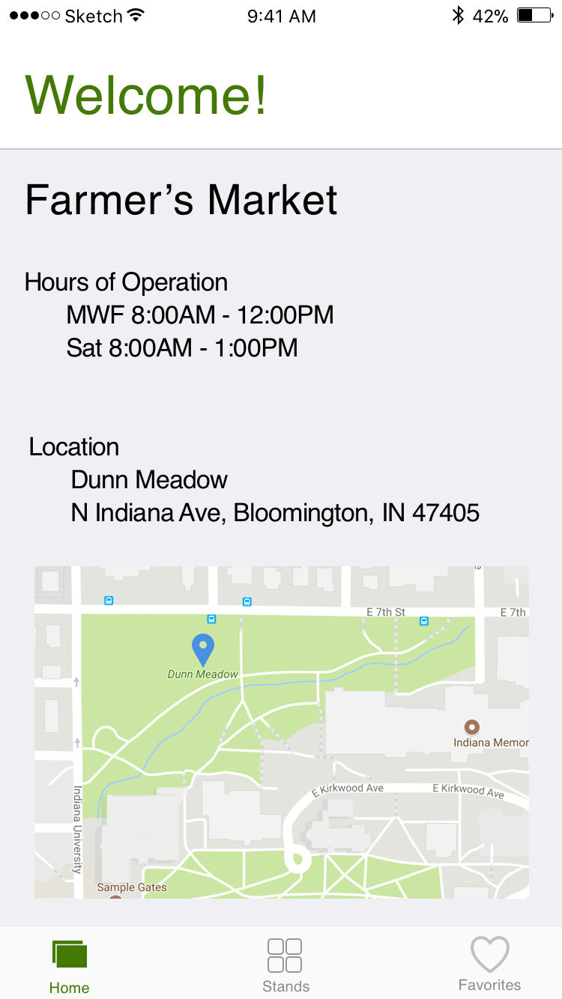 Sketch 9:41 AM 42%
Welcome!
Farmer’s Market
Hours of Operation
MWF 8:00AM - 12:00PM
Sat 8:00AM - 1:00PM
Location
Dunn Meadow
N Indiana Ave, Bloomington, IN 47405
E 7th St
E 7th
Dunn Meadow
Indiana Memor
E Kirkwood Ave
E Kirkwood Ave
Indiana University
Sample Gates
Home
Stands
Favorites